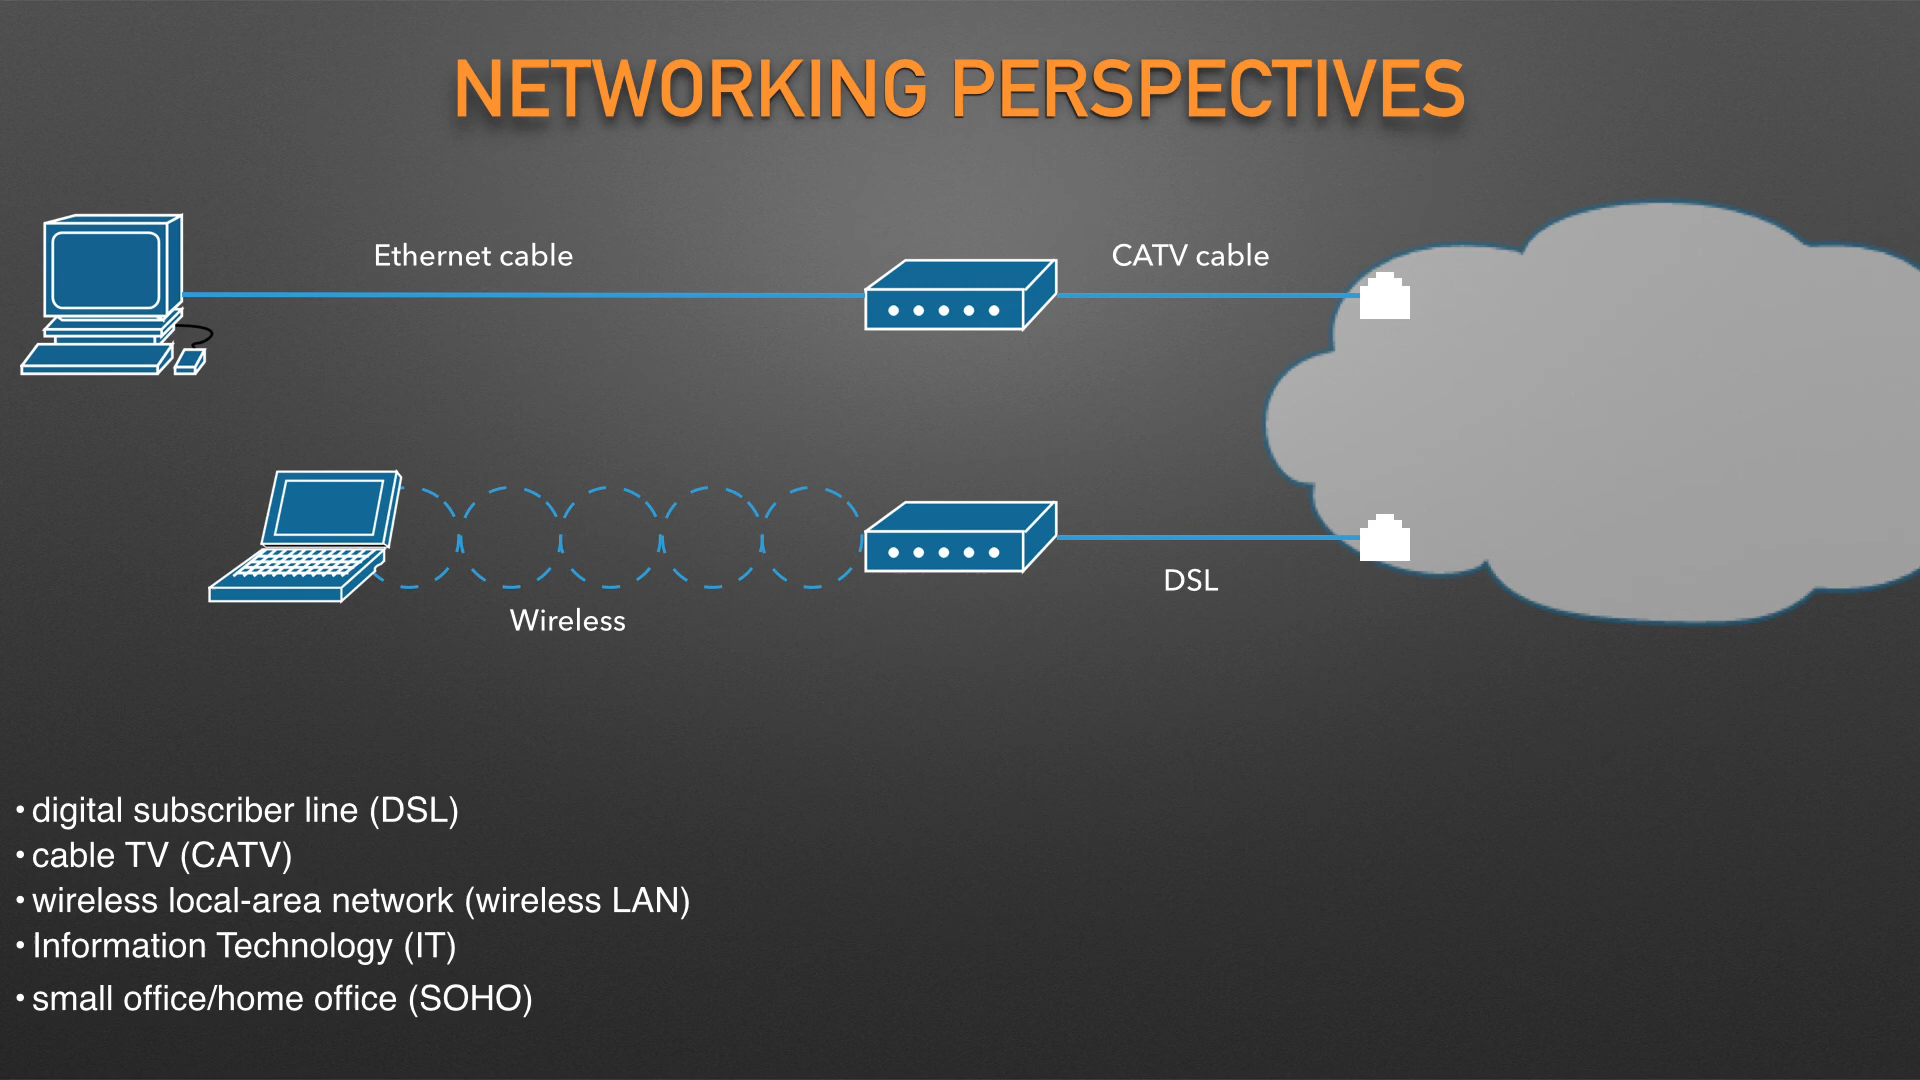 NETWORKING PERSPECTIVES
Ethernet cable
CATV cable
Wireless
DSL
• digital subscriber line (DSL)
• cable TV (CATV)
• wireless local-area network (wireless LAN)
• Information Technology (IT)
• small office/home office (SOHO)